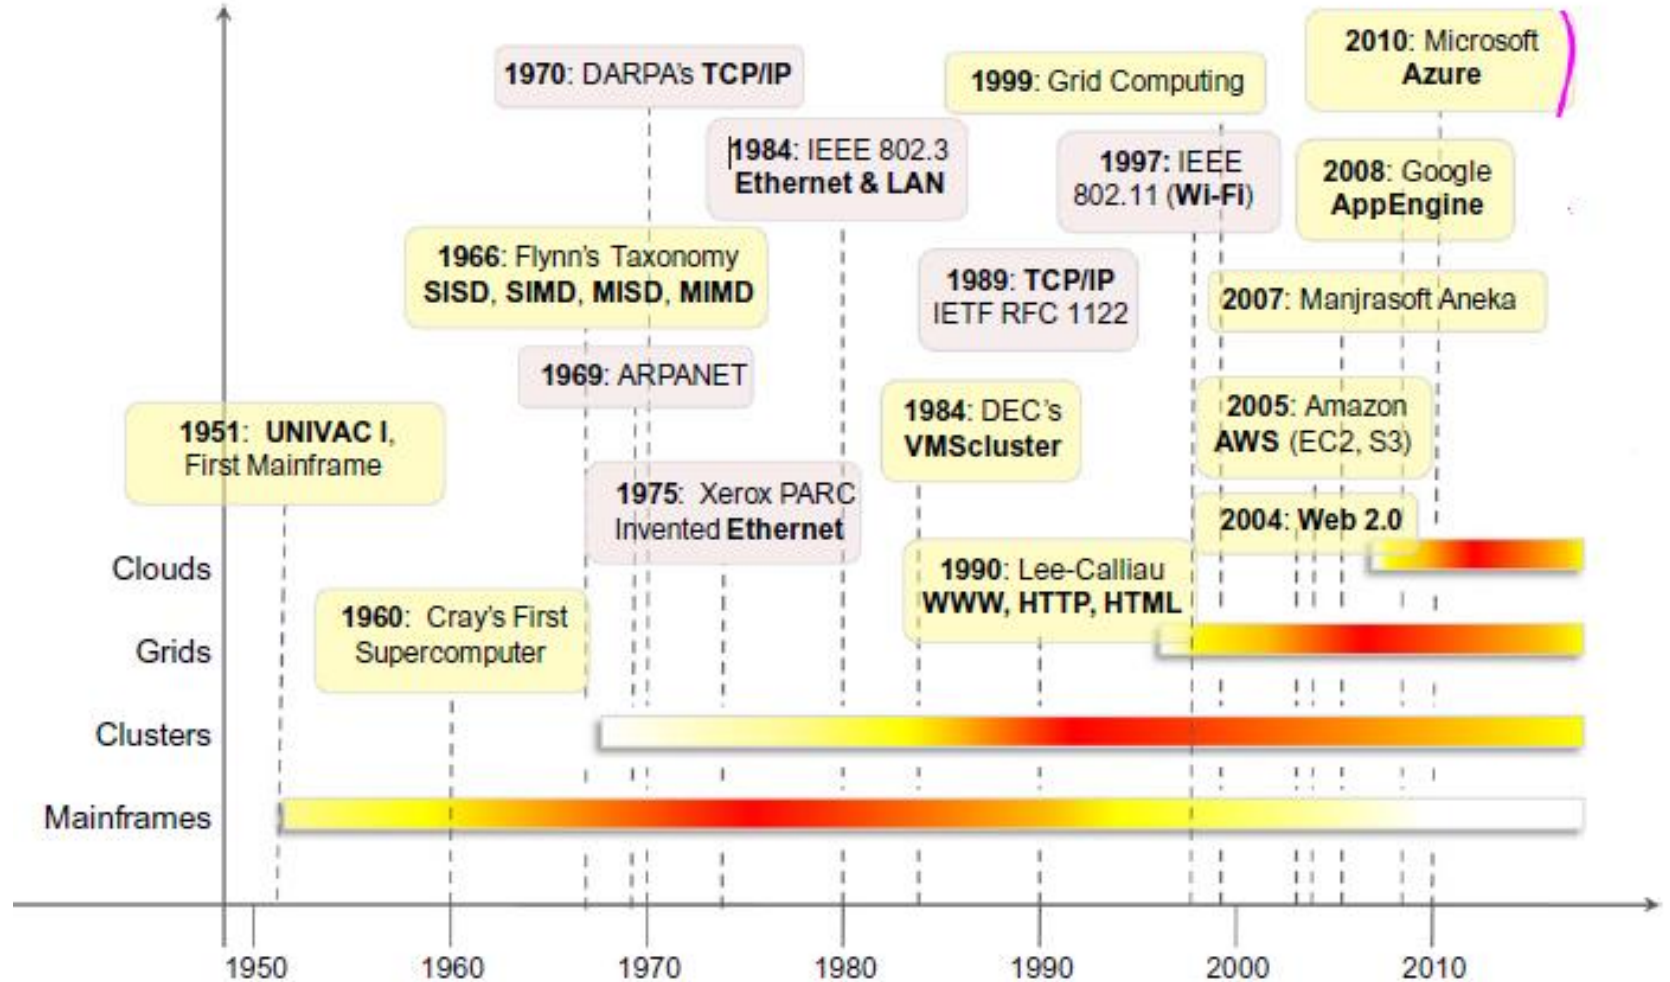 1970: DARPA's TCP/IP
1999: Grid Computing
2010: Microsoft
Azure
1984: IEEE 802.3
Ethernet & LAN
1997: IEEE
802.11 (Wi-Fi)
2008: Google
AppEngine
1966: Flynn's Taxonomy
SISD, SIMD, MISD, MIMD
1989: TCP/IP
IETF RFC 1122
2007: Manjrasoft Aneka
1969: ARPANET
1951: UNIVAC I,
First Mainframe
1984: DEC's
VMScluster
2005: Amazon
AWS (EC2, S3)
1975: Xerox PARC
Invented Ethernet
2004: Web 2.0
1990: Lee-Calliau
WWW, HTTP, HTML
1960: Cray's First
Supercomputer
Clouds
Grids
Clusters
Mainframes
1950 1960 1970 1980 1990 2000 2010